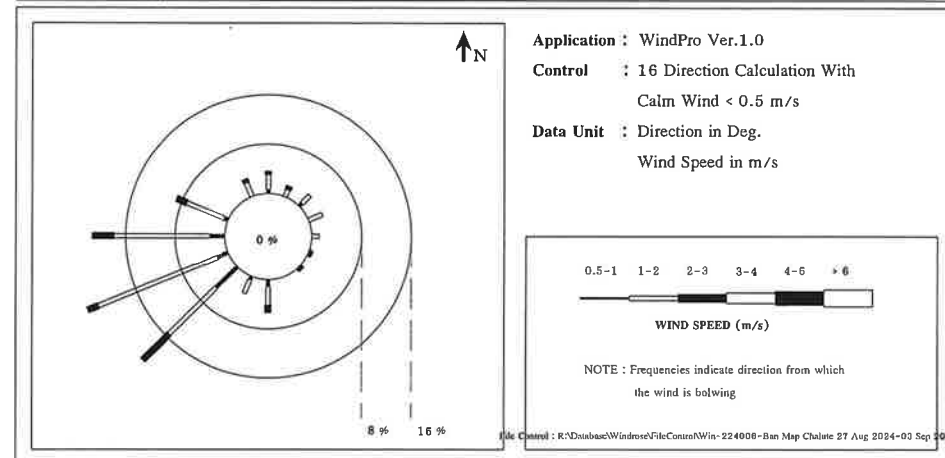 N
Application : WindPro Ver.1.0
Control : 16 Direction Calculation With
Calm Wind < 0.5 m/s
Data Unit : Direction in Deg.
Wind Speed in m/s
0 %
8 % 16 %
0.5-1 1-2 2-3 3-4 4-6 > 6
WIND SPEED (m/s)
NOTE : Frequencies indicate direction from which
the wind is bolwing
File Control : R:\Database\Windrose\FileControl\Win-224006-Ban Map Chalute 27 Aug 2024-03 Sep 20